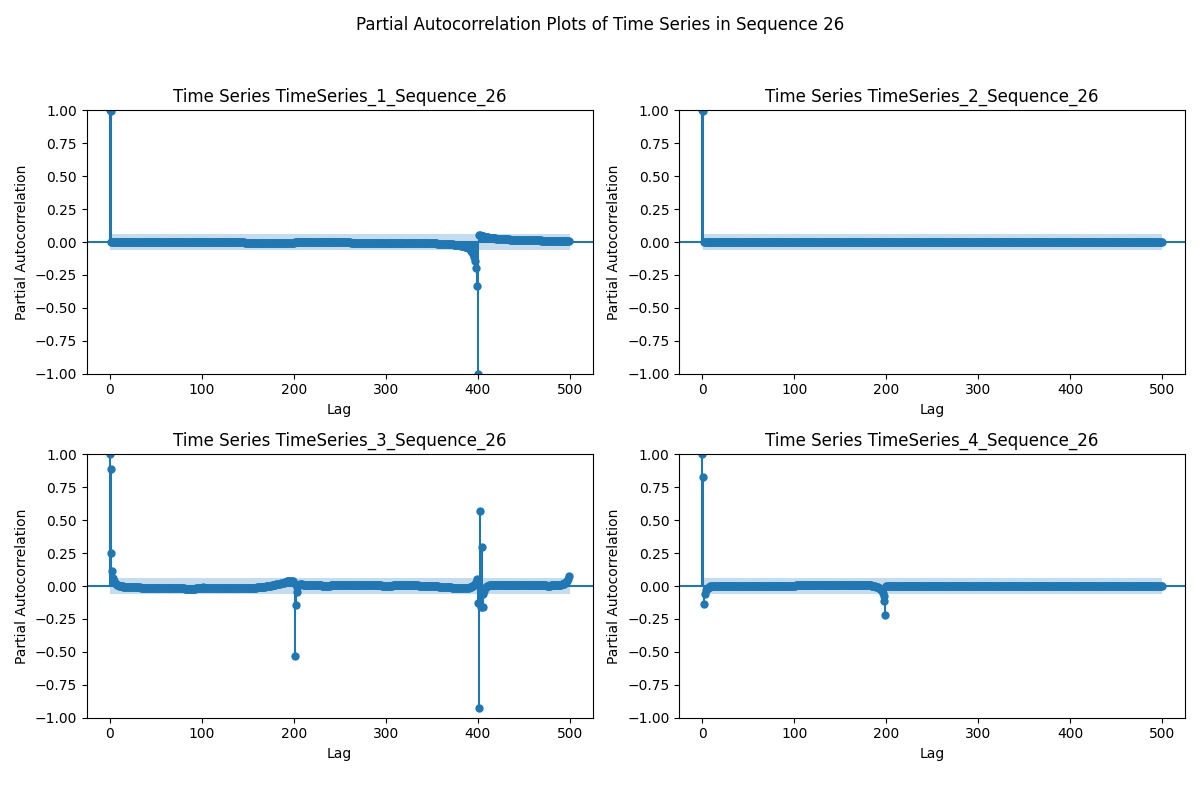 Partial Autocorrelation Plots of Time Series in Sequence 26
Time Series TimeSeries_1_Sequence_26
1.00
0.75
0.50
0.25
0.00
−0.25
−0.50
−0.75
−1.00
Partial Autocorrelation
0 100 200 300 400 500
Lag
Time Series TimeSeries_2_Sequence_26
1.00
0.75
0.50
0.25
0.00
−0.25
−0.50
−0.75
−1.00
Partial Autocorrelation
0 100 200 300 400 500
Lag
Time Series TimeSeries_3_Sequence_26
1.00
0.75
0.50
0.25
0.00
−0.25
−0.50
−0.75
−1.00
Partial Autocorrelation
0 100 200 300 400 500
Lag
Time Series TimeSeries_4_Sequence_26
1.00
0.75
0.50
0.25
0.00
−0.25
−0.50
−0.75
−1.00
Partial Autocorrelation
0 100 200 300 400 500
Lag